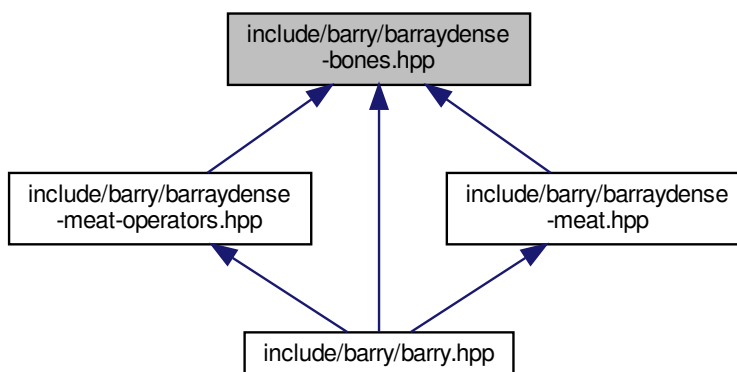 include/barry/barraydense
-bones.hpp
include/barry/barraydense
-meat-operators.hpp
include/barry/barraydense
-meat.hpp
include/barry/barry.hpp